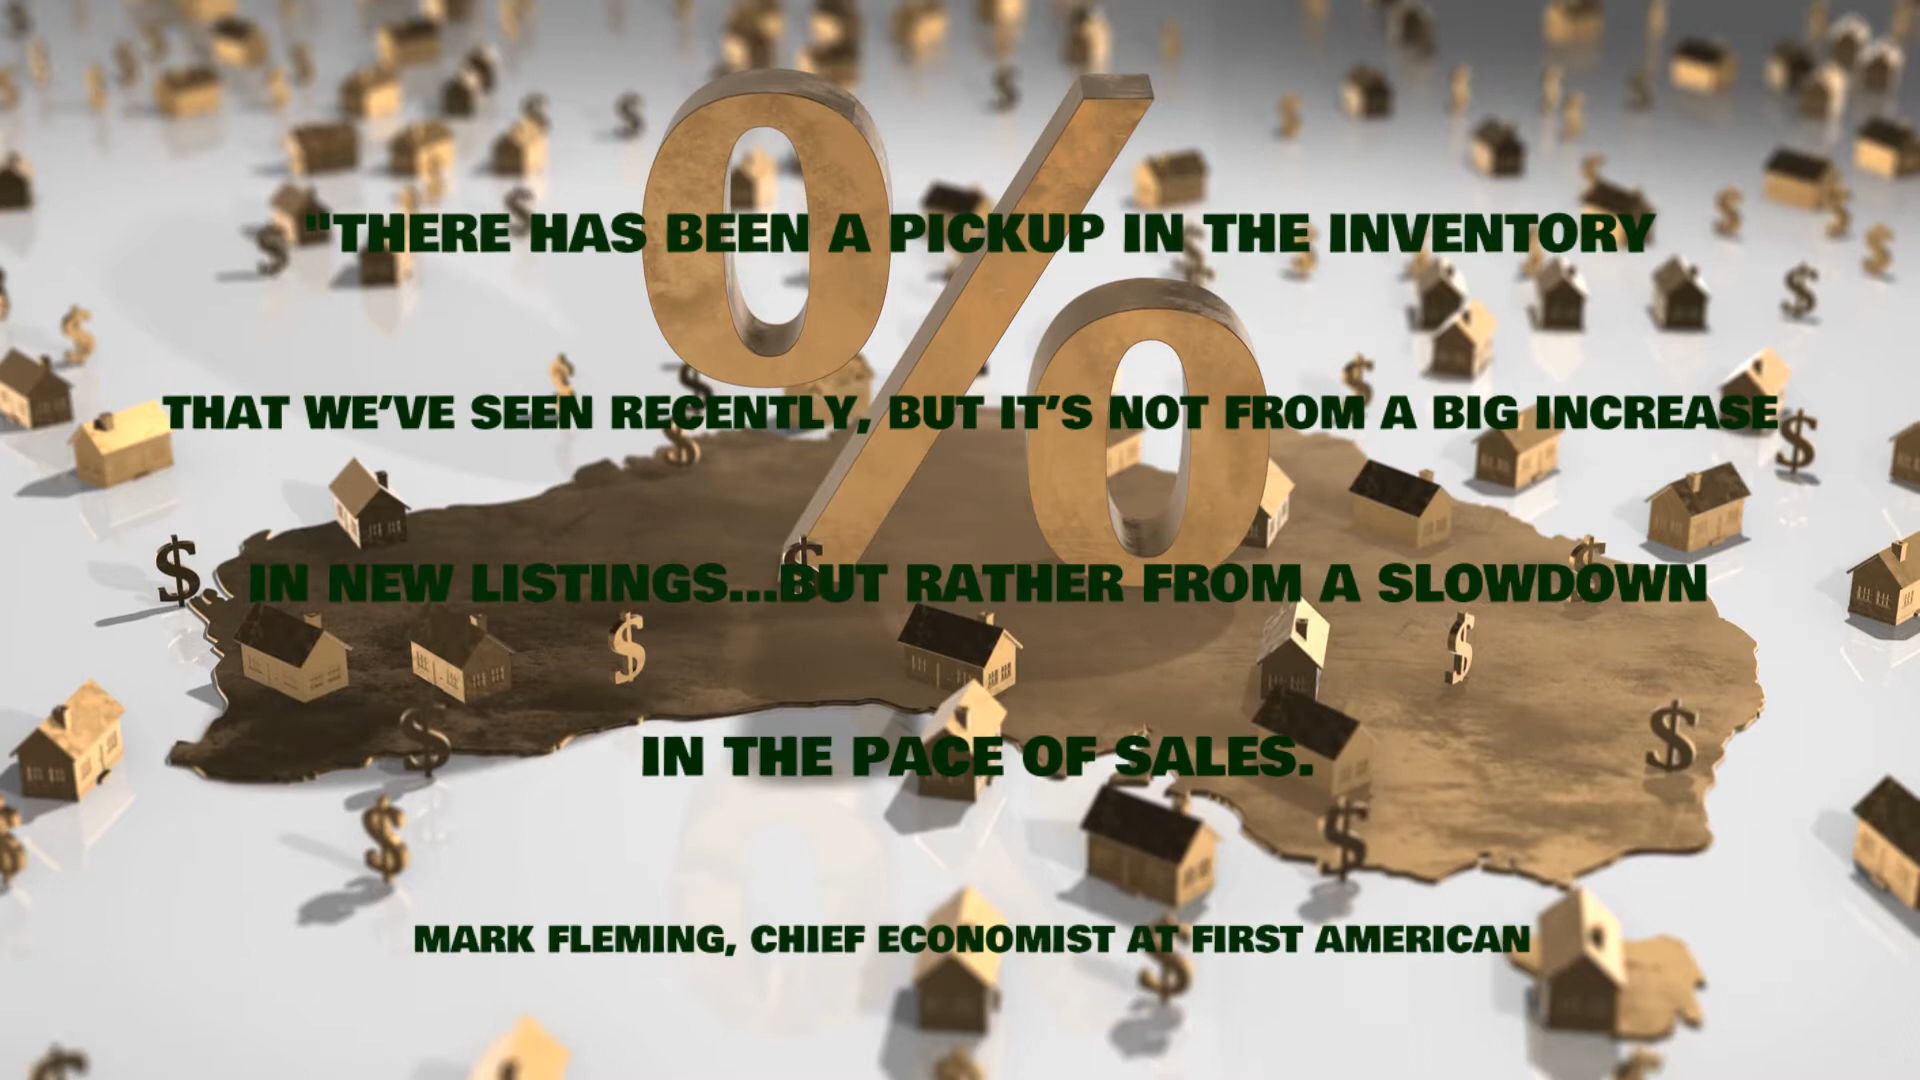 "THERE HAS BEEN A PICKUP IN THE INVENTORY
THAT WE’VE SEEN RECENTLY, BUT IT’S NOT FROM A BIG INCREASE
IN NEW LISTINGS...BUT RATHER FROM A SLOWDOWN
IN THE PACE OF SALES.
MARK FLEMING, CHIEF ECONOMIST AT FIRST AMERICAN